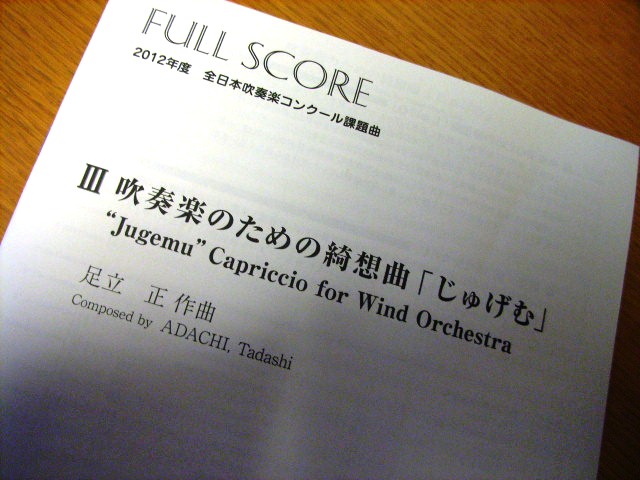 FULL SCORE
2012年度 全日本吹奏楽コンクール課題曲
III 吹奏楽のための綺想曲「じゅげむ」
“Jugemu” Capriccio for Wind Orchestra
足立 正 作曲
Composed by ADACHI, Tadashi